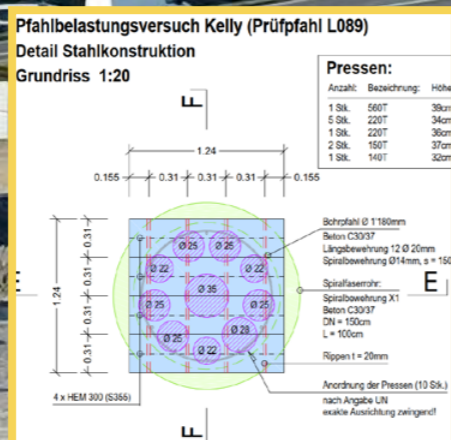 Pfahlbelastungsversuch Kelly (Prüfpfahl L089)
Detail Stahlkonstruktion
Grundriss 1:20
Pressen:
Anzahl: Bezeichnung: Höhe
1 Stk. 560T 39cm
5 Stk. 220T 34cm
1 Stk. 220T 36cm
2 Stk. 150T 37cm
1 Stk. 140T 32cm
F
1.24
0.155 0.31 0.31 0.31 0.155
Bohrpfahl Ø 1'180mm
Beton C30/37
Längsbewehrung 12 Ø 20mm
Spiralbewehrung Ø14mm, s = 150
Spiralfaserrohr:
Spiralbewehrung X1
Beton C30/37
DN = 150cm
L = 100cm
E
Rippen t = 20mm
Anordnung der Pressen (10 Stk.)
nach Angabe UN
exakte Ausrichtung zwingend!
1.24
0.31
0.31
0.31
0.31
Ø 25 Ø 25
Ø 22 Ø 22
Ø 35
Ø 25 Ø 25
Ø 25 Ø 28
Ø 22
4 x HEM 300 (S355)
F